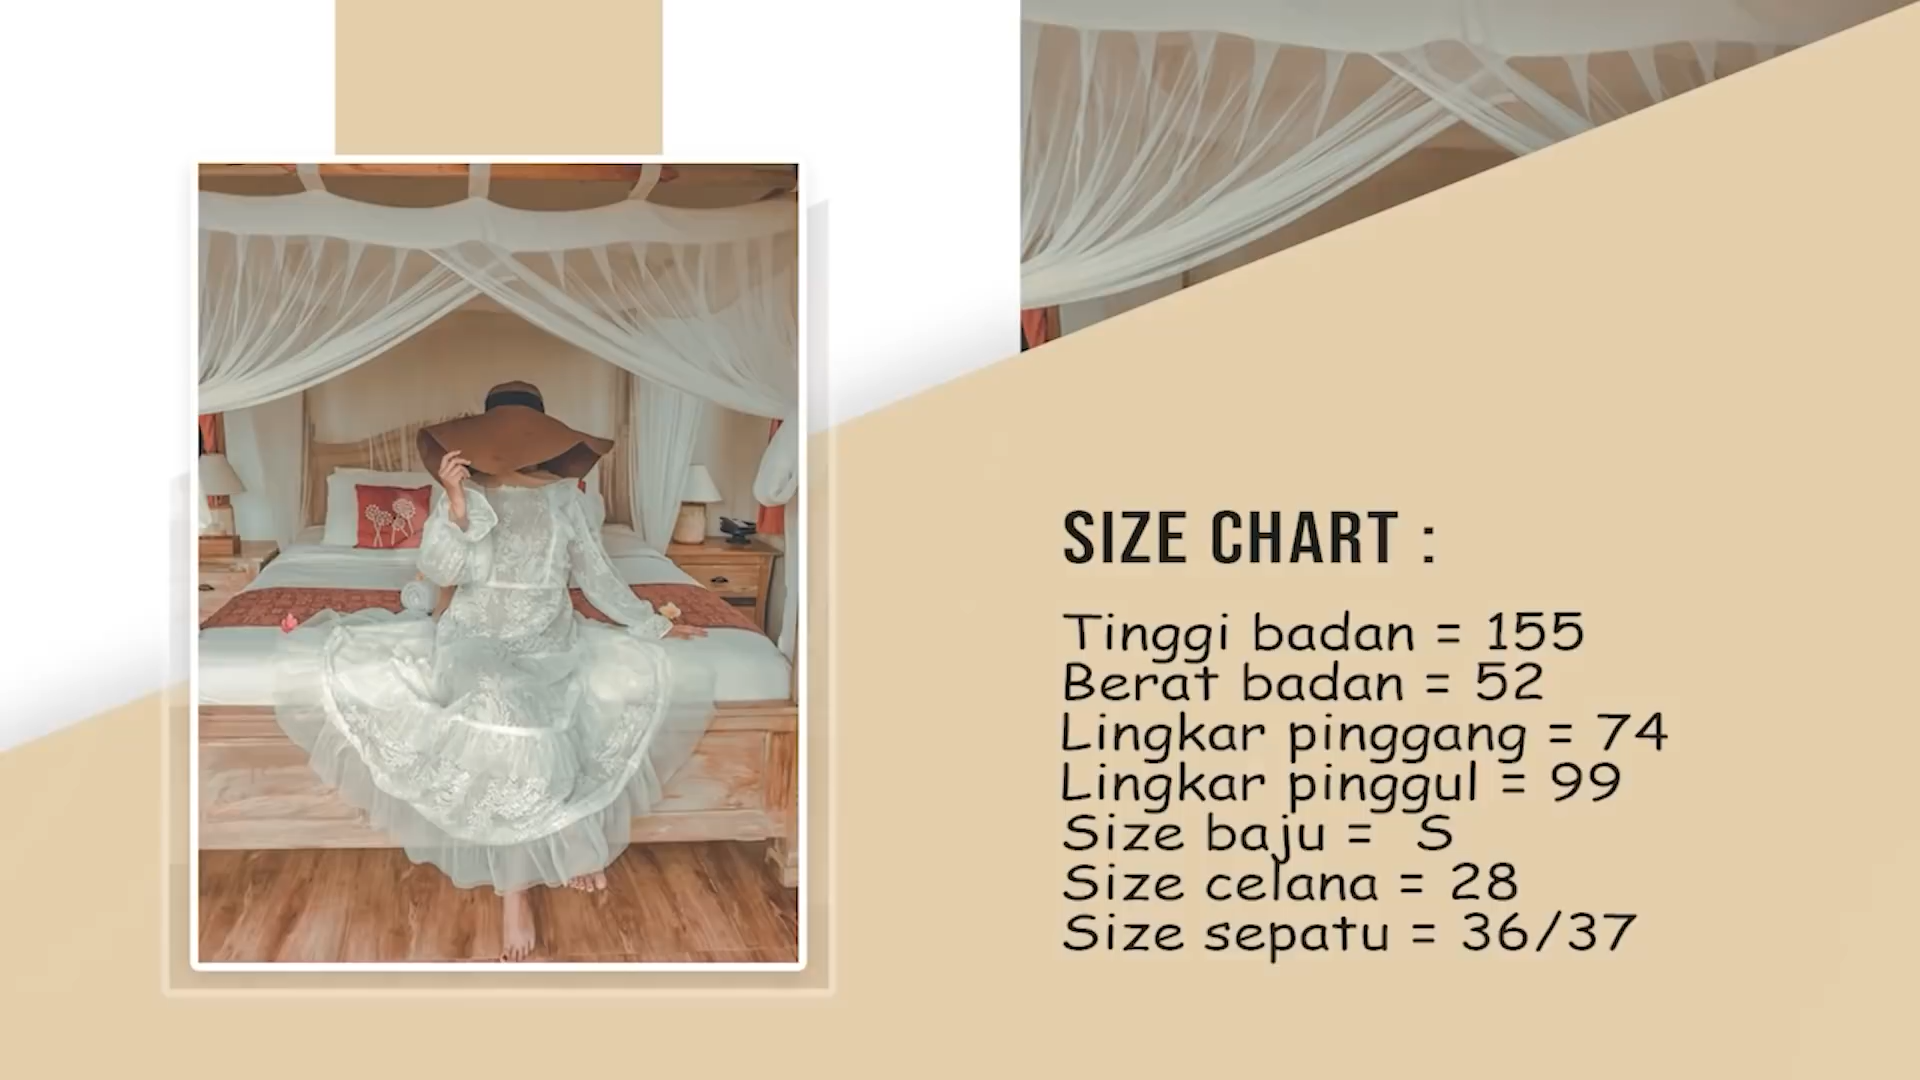 SIZE CHART :
Tinggi badan = 155
Berat badan = 52
Lingkar pinggang = 74
Lingkar pinggul = 99
Size baju = S
Size celana = 28
Size sepatu = 36/37